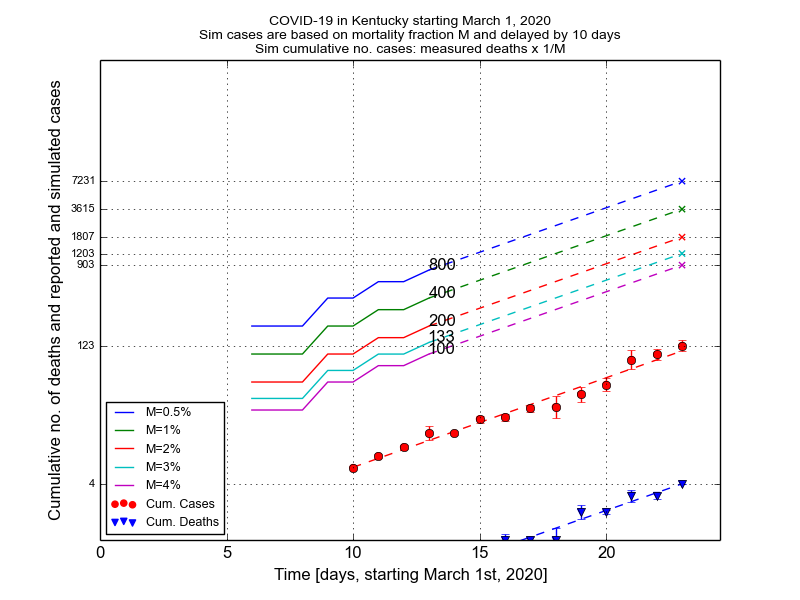 COVID-19 in Kentucky starting March 1, 2020
Sim cases are based on mortality fraction M and delayed by 10 days
Sim cumulative no. cases: measured deaths x 1/M
Cumulative no. of deaths and reported and simulated cases
7231
3615
1807
1203
903
123
4
800
400
200
133
100
M=0.5%
M=1%
M=2%
M=3%
M=4%
Cum. Cases
Cum. Deaths
0 5 10 15 20
Time [days, starting March 1st, 2020]